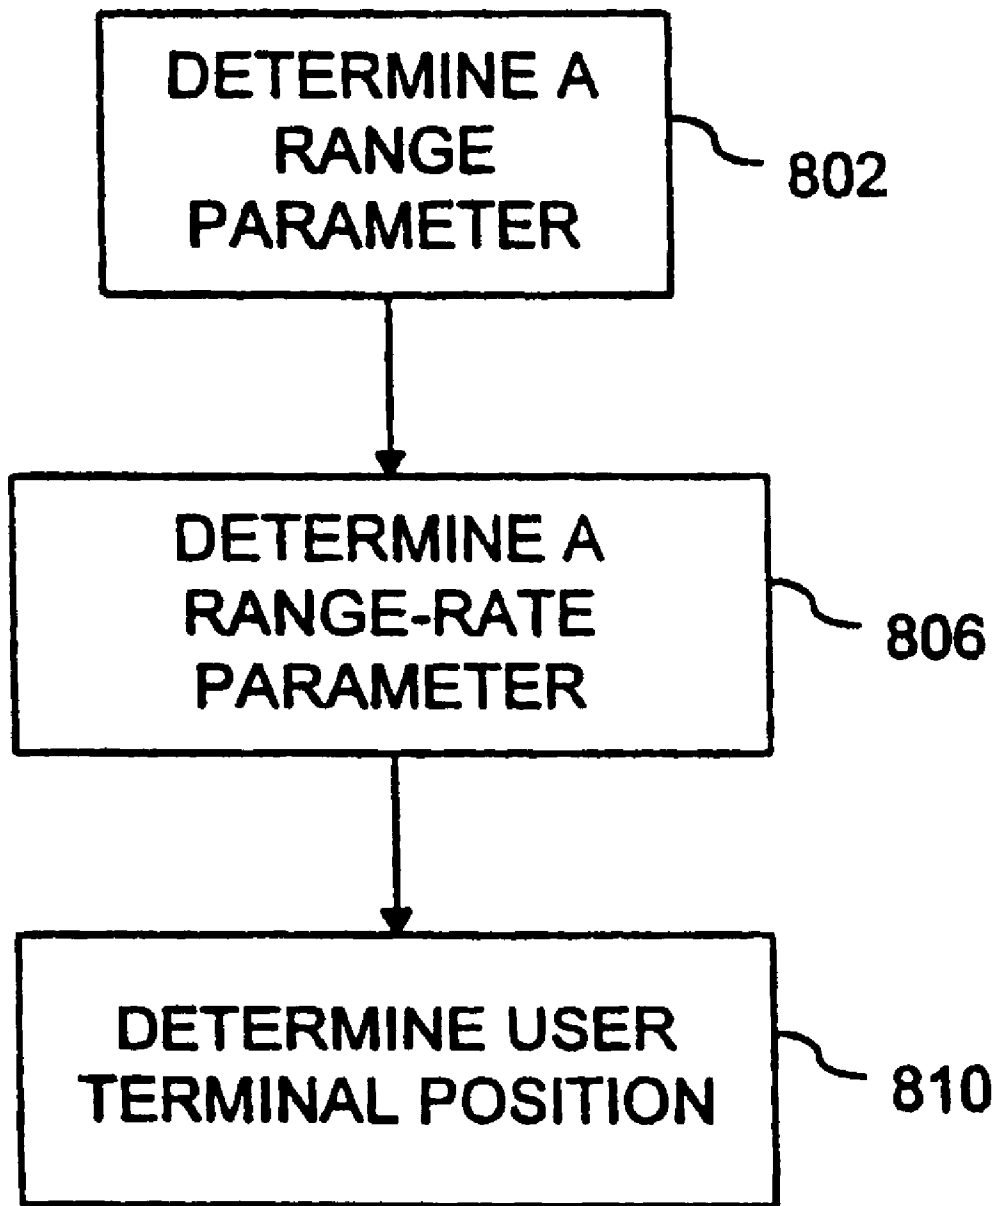 DETERMINE A
RANGE
PARAMETER
802
DETERMINE A
RANGE-RATE
PARAMETER
806
DETERMINE USER
TERMINAL POSITION
810